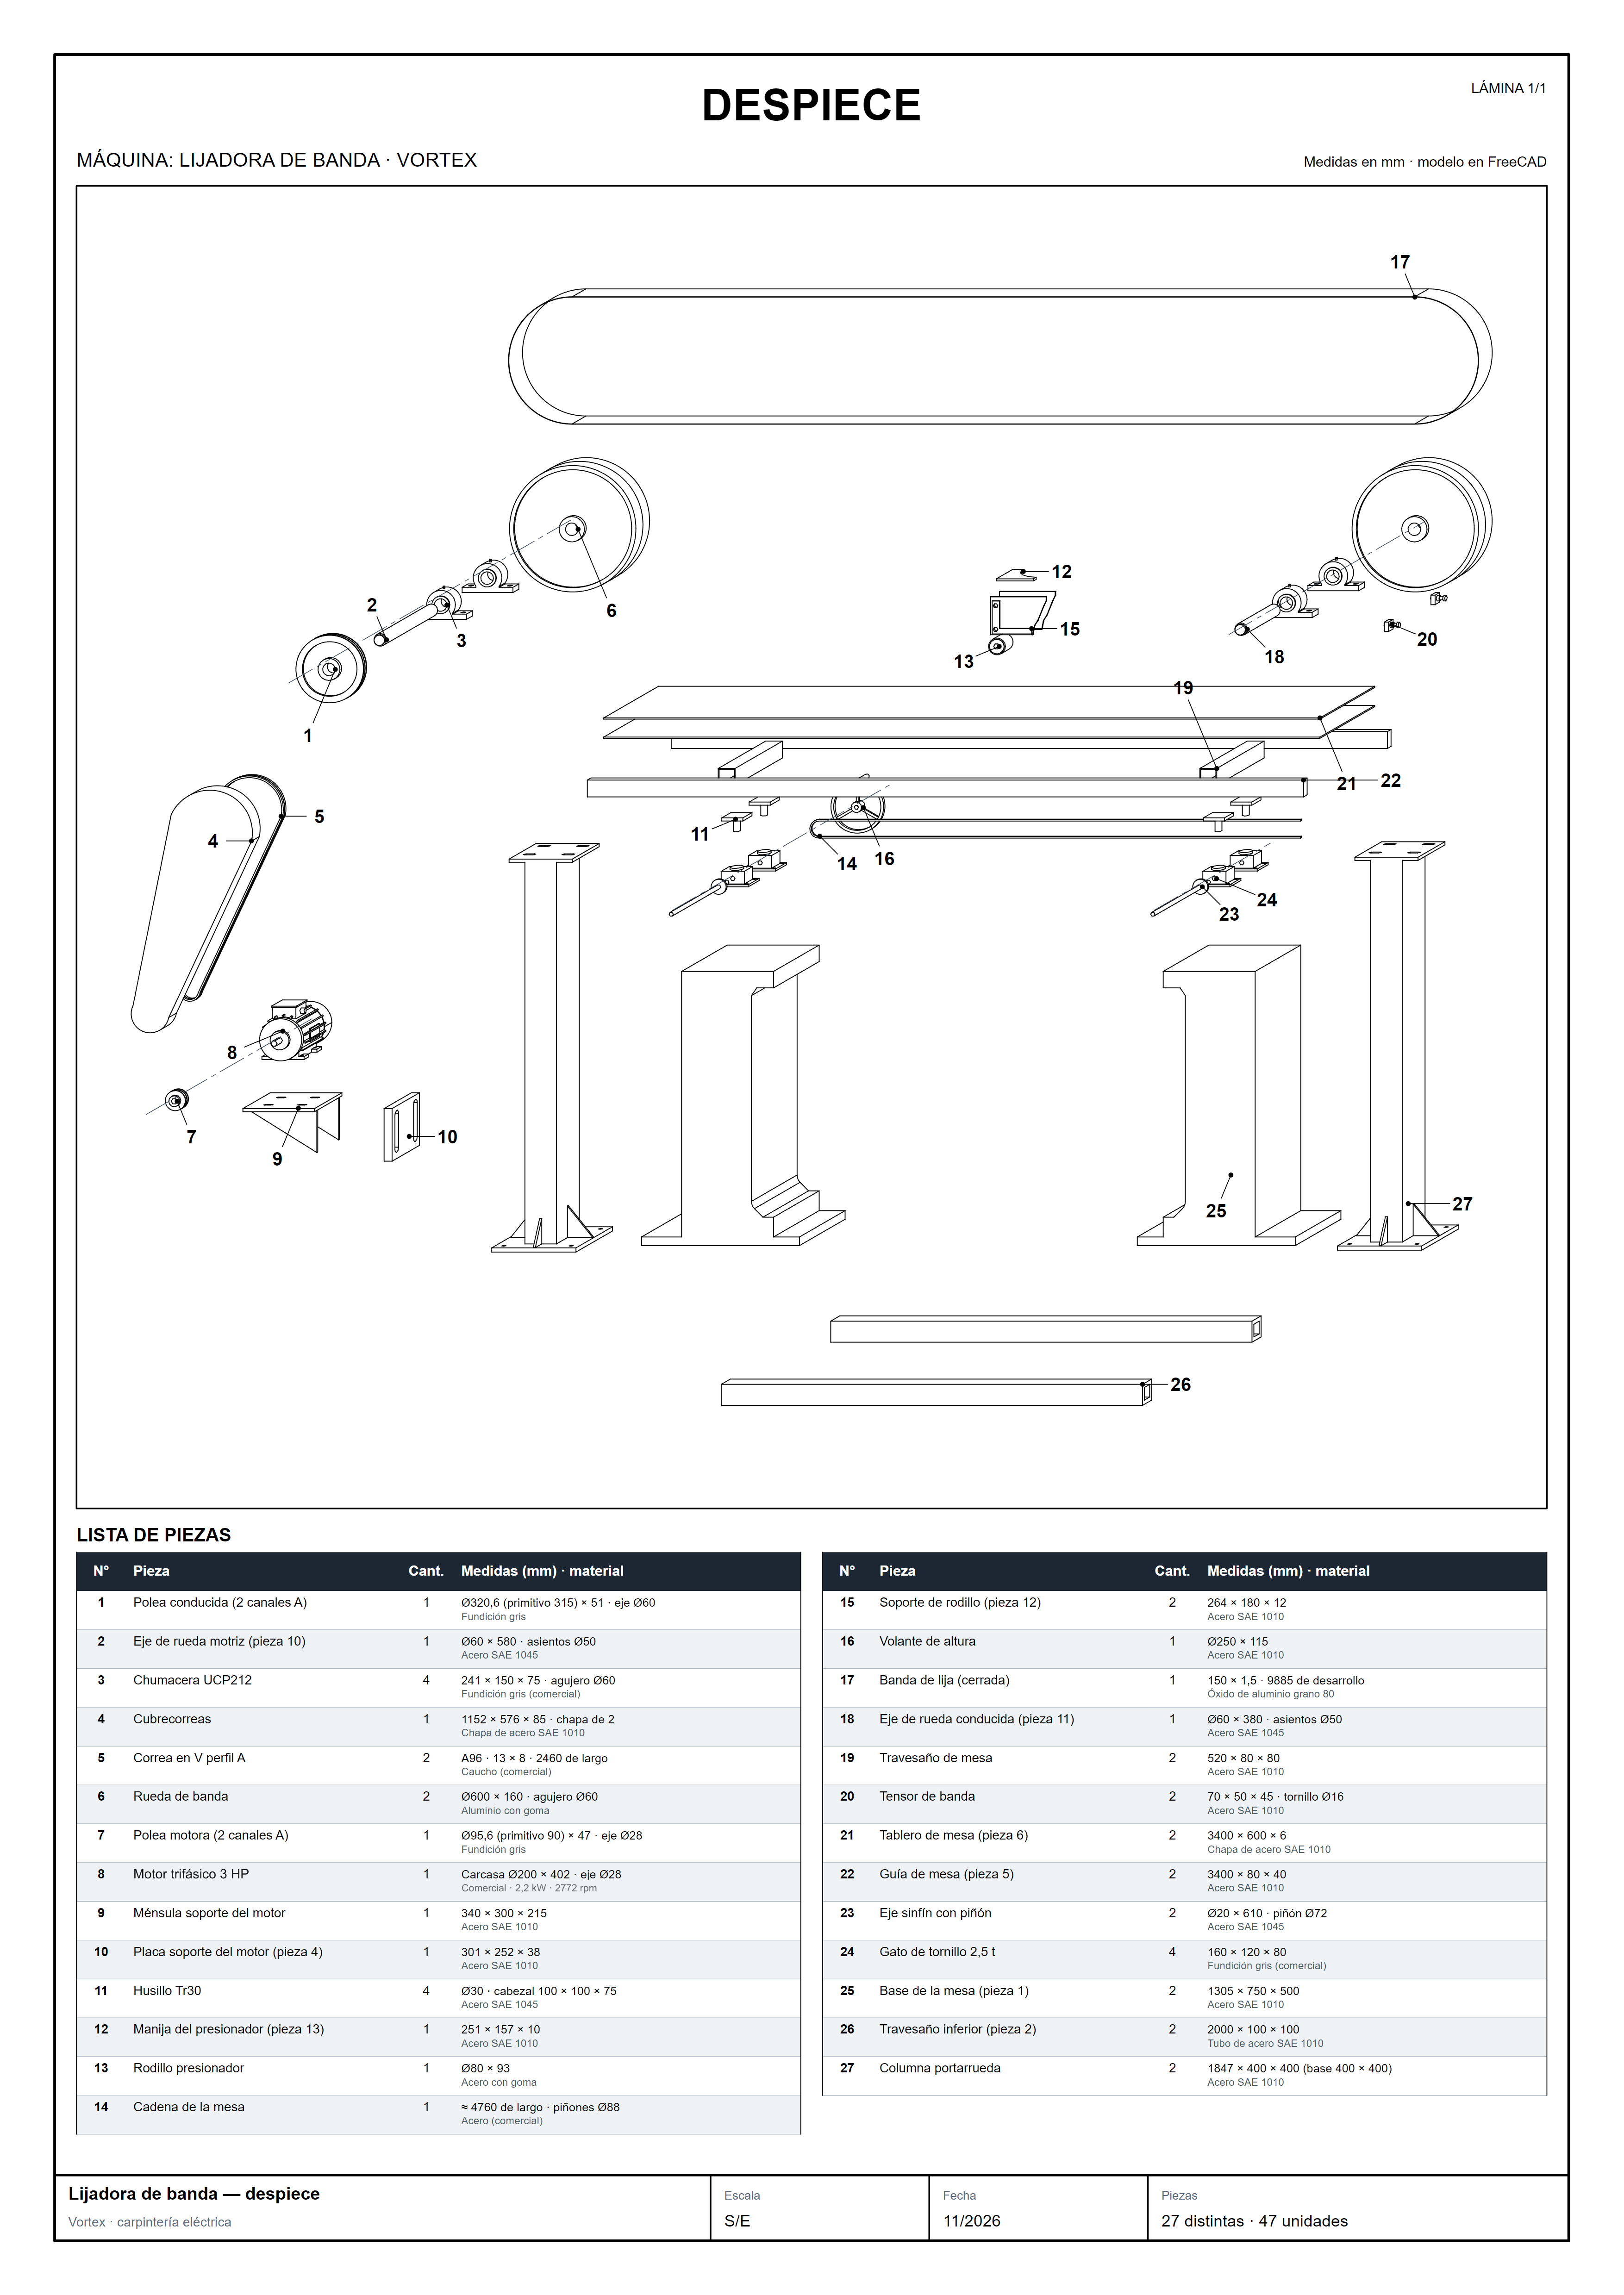 LÁMINA 1/1
DESPIECE
MÁQUINA: LIJADORA DE BANDA · VORTEX
Medidas en mm · modelo en FreeCAD
17
12
2
6
15
3
13
18
20
19
1
21
22
5
4
11
14
16
24
23
8
7
10
9
25
27
26
LISTA DE PIEZAS
N° Pieza Cant. Medidas (mm) · material
1 Polea conducida (2 canales A) 1 Ø320,6 (primitivo 315) × 51 · eje Ø60
Fundición gris
2 Eje de rueda motriz (pieza 10) 1 Ø60 × 580 · asientos Ø50
Acero SAE 1045
3 Chumacera UCP212 4 241 × 150 × 75 · agujero Ø60
Fundición gris (comercial)
4 Cubrecorreas 1 1152 × 576 × 85 · chapa de 2
Chapa de acero SAE 1010
5 Correa en V perfil A 2 A96 · 13 × 8 · 2460 de largo
Caucho (comercial)
6 Rueda de banda 2 Ø600 × 160 · agujero Ø60
Aluminio con goma
7 Polea motora (2 canales A) 1 Ø95,6 (primitivo 90) × 47 · eje Ø28
Fundición gris
8 Motor trifásico 3 HP 1 Carcasa Ø200 × 402 · eje Ø28
Comercial · 2,2 kW · 2772 rpm
9 Ménsula soporte del motor 1 340 × 300 × 215
Acero SAE 1010
10 Placa soporte del motor (pieza 4) 1 301 × 252 × 38
Acero SAE 1010
11 Husillo Tr30 4 Ø30 · cabezal 100 × 100 × 75
Acero SAE 1045
12 Manija del presionador (pieza 13) 1 251 × 157 × 10
Acero SAE 1010
13 Rodillo presionador 1 Ø80 × 93
Acero con goma
14 Cadena de la mesa 1 ≈ 4760 de largo · piñones Ø88
Acero (comercial)
N° Pieza Cant. Medidas (mm) · material
15 Soporte de rodillo (pieza 12) 2 264 × 180 × 12
Acero SAE 1010
16 Volante de altura 1 Ø250 × 115
Acero SAE 1010
17 Banda de lija (cerrada) 1 150 × 1,5 · 9885 de desarrollo
Óxido de aluminio grano 80
18 Eje de rueda conducida (pieza 11) 1 Ø60 × 380 · asientos Ø50
Acero SAE 1045
19 Travesaño de mesa 2 520 × 80 × 80
Acero SAE 1010
20 Tensor de banda 2 70 × 50 × 45 · tornillo Ø16
Acero SAE 1010
21 Tablero de mesa (pieza 6) 2 3400 × 600 × 6
Chapa de acero SAE 1010
22 Guía de mesa (pieza 5) 2 3400 × 80 × 40
Acero SAE 1010
23 Eje sinfín con piñón 2 Ø20 × 610 · piñón Ø72
Acero SAE 1045
24 Gato de tornillo 2,5 t 4 160 × 120 × 80
Fundición gris (comercial)
25 Base de la mesa (pieza 1) 2 1305 × 750 × 500
Acero SAE 1010
26 Travesaño inferior (pieza 2) 2 2000 × 100 × 100
Tubo de acero SAE 1010
27 Columna portarrueda 2 1847 × 400 × 400 (base 400 × 400)
Acero SAE 1010
Lijadora de banda — despiece
Vortex · carpintería eléctrica
Escala
S/E
Fecha
11/2026
Piezas
27 distintas · 47 unidades